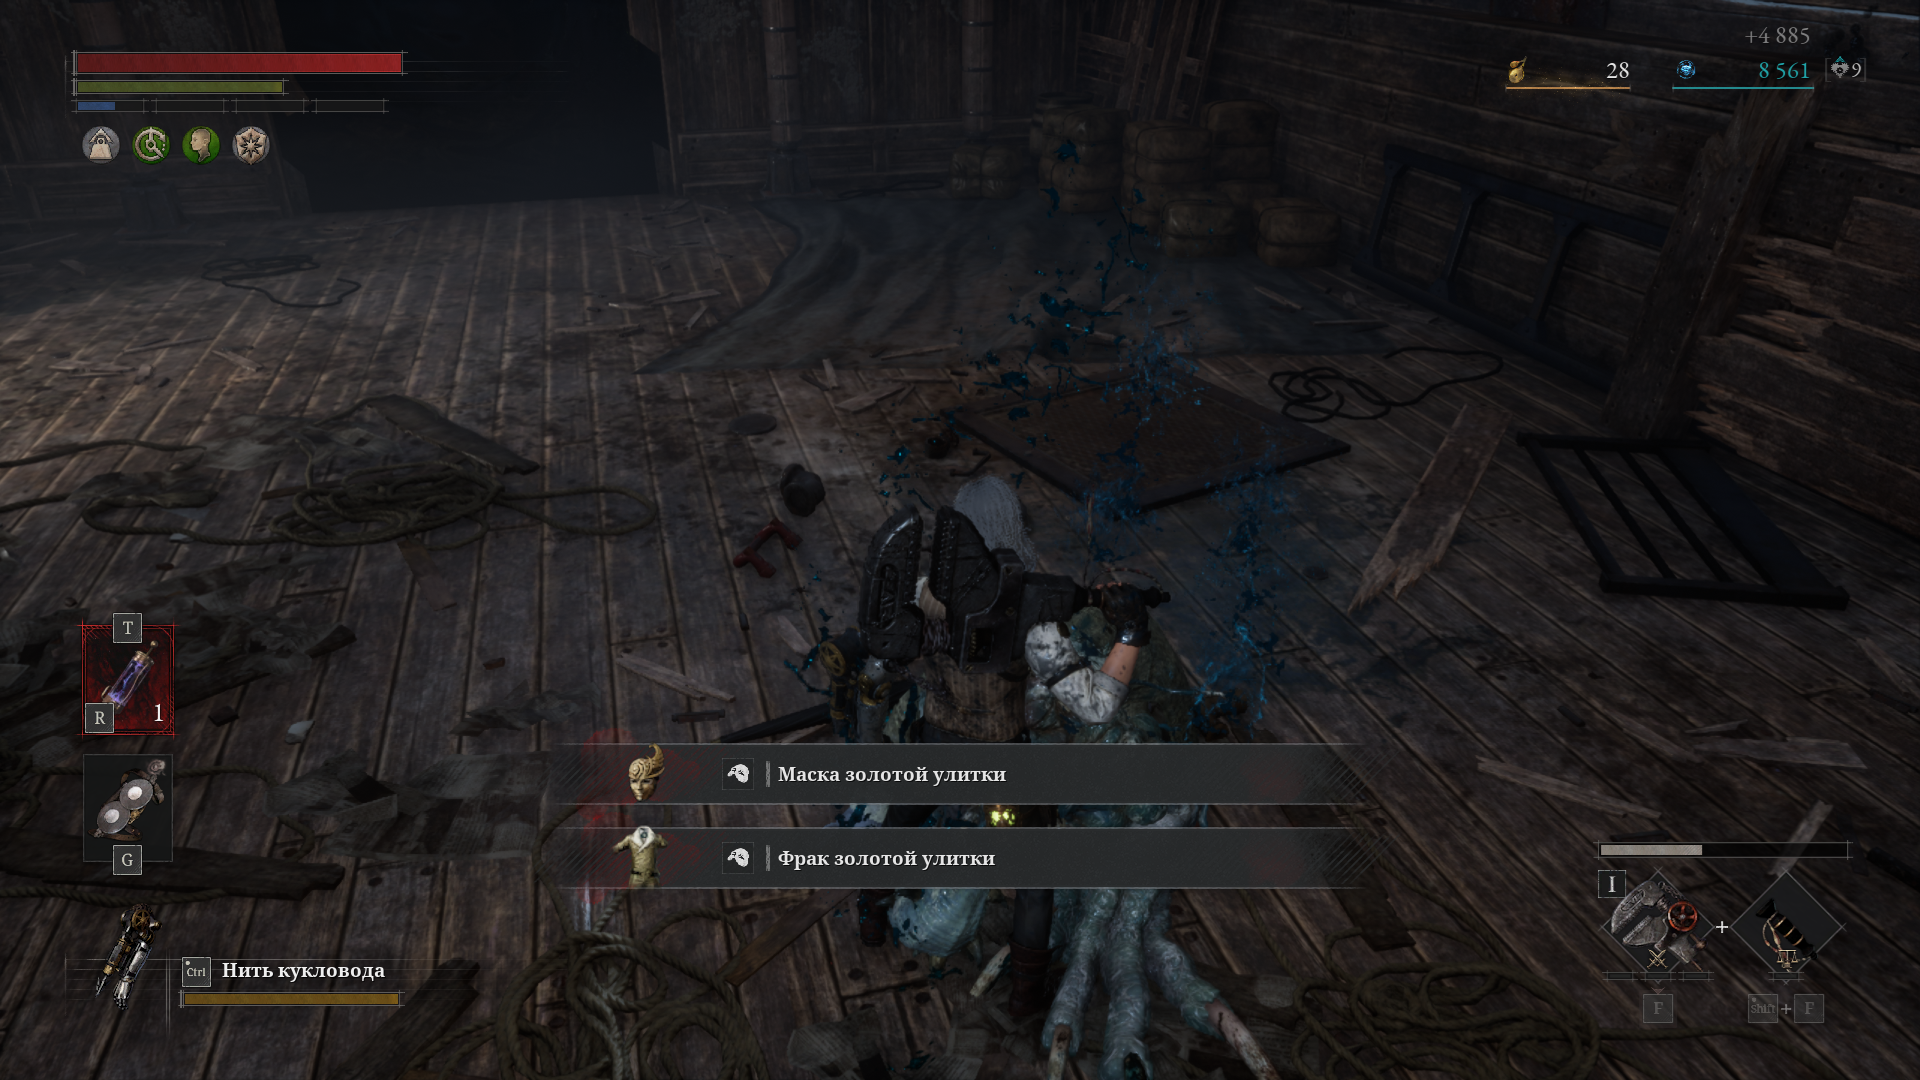 +4 885
28
8 561
9
T
R
1
G
Маска золотой улитки
Фрак золотой улитки
Ctrl
Нить кукловода
I
+
F
Shift + F